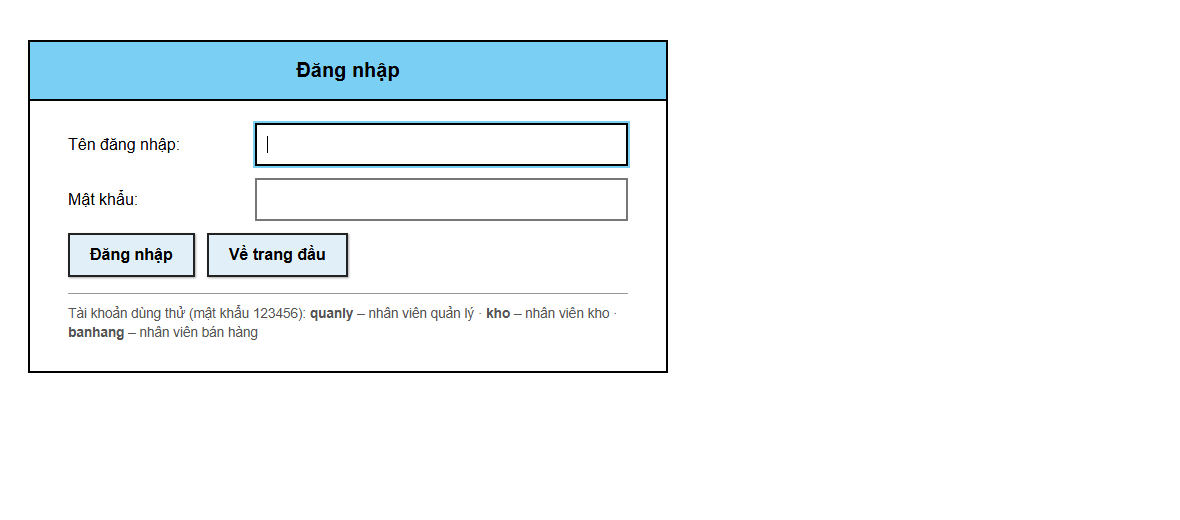 Đăng nhập
Tên đăng nhập:
Mật khẩu:
Đăng nhập
Về trang đầu
Tài khoản dùng thử (mật khẩu 123456): quanly – nhân viên quản lý · kho – nhân viên kho ·
banhang – nhân viên bán hàng